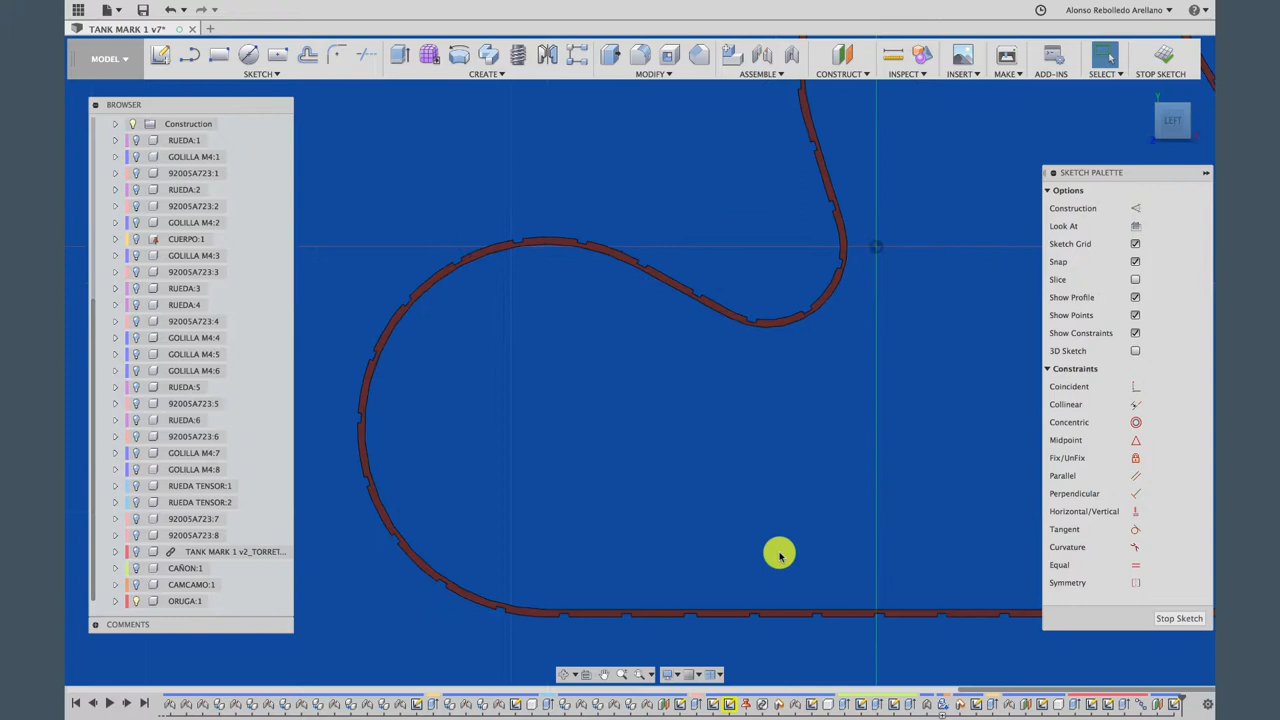 Alonso Rebolledo Arellano
TANK MARK 1 v7*
MODEL
SKETCH
CREATE
MODIFY
ASSEMBLE
CONSTRUCT
INSPECT
INSERT
MAKE
ADD-INS
SELECT
STOP SKETCH
BROWSER
Construction
RUEDA:1
GOLILLA M4:1
92005A723:1
RUEDA:2
92005A723:2
GOLILLA M4:2
CUERPO:1
GOLILLA M4:3
92005A723:3
RUEDA:3
RUEDA:4
92005A723:4
GOLILLA M4:4
GOLILLA M4:5
GOLILLA M4:6
RUEDA:5
92005A723:5
RUEDA:6
92005A723:6
GOLILLA M4:7
GOLILLA M4:8
RUEDA TENSOR:1
RUEDA TENSOR:2
92005A723:7
92005A723:8
TANK MARK 1 v2_TORRET...
CAÑON:1
CAMCAMO:1
ORUGA:1
COMMENTS
Y
LEFT
Z
SKETCH PALETTE
Options
Construction
Look At
Sketch Grid
Snap
Slice
Show Profile
Show Points
Show Constraints
3D Sketch
Constraints
Coincident
Collinear
Concentric
Midpoint
Fix/UnFix
Parallel
Perpendicular
Horizontal/Vertical
Tangent
Curvature
Equal
Symmetry
Stop Sketch